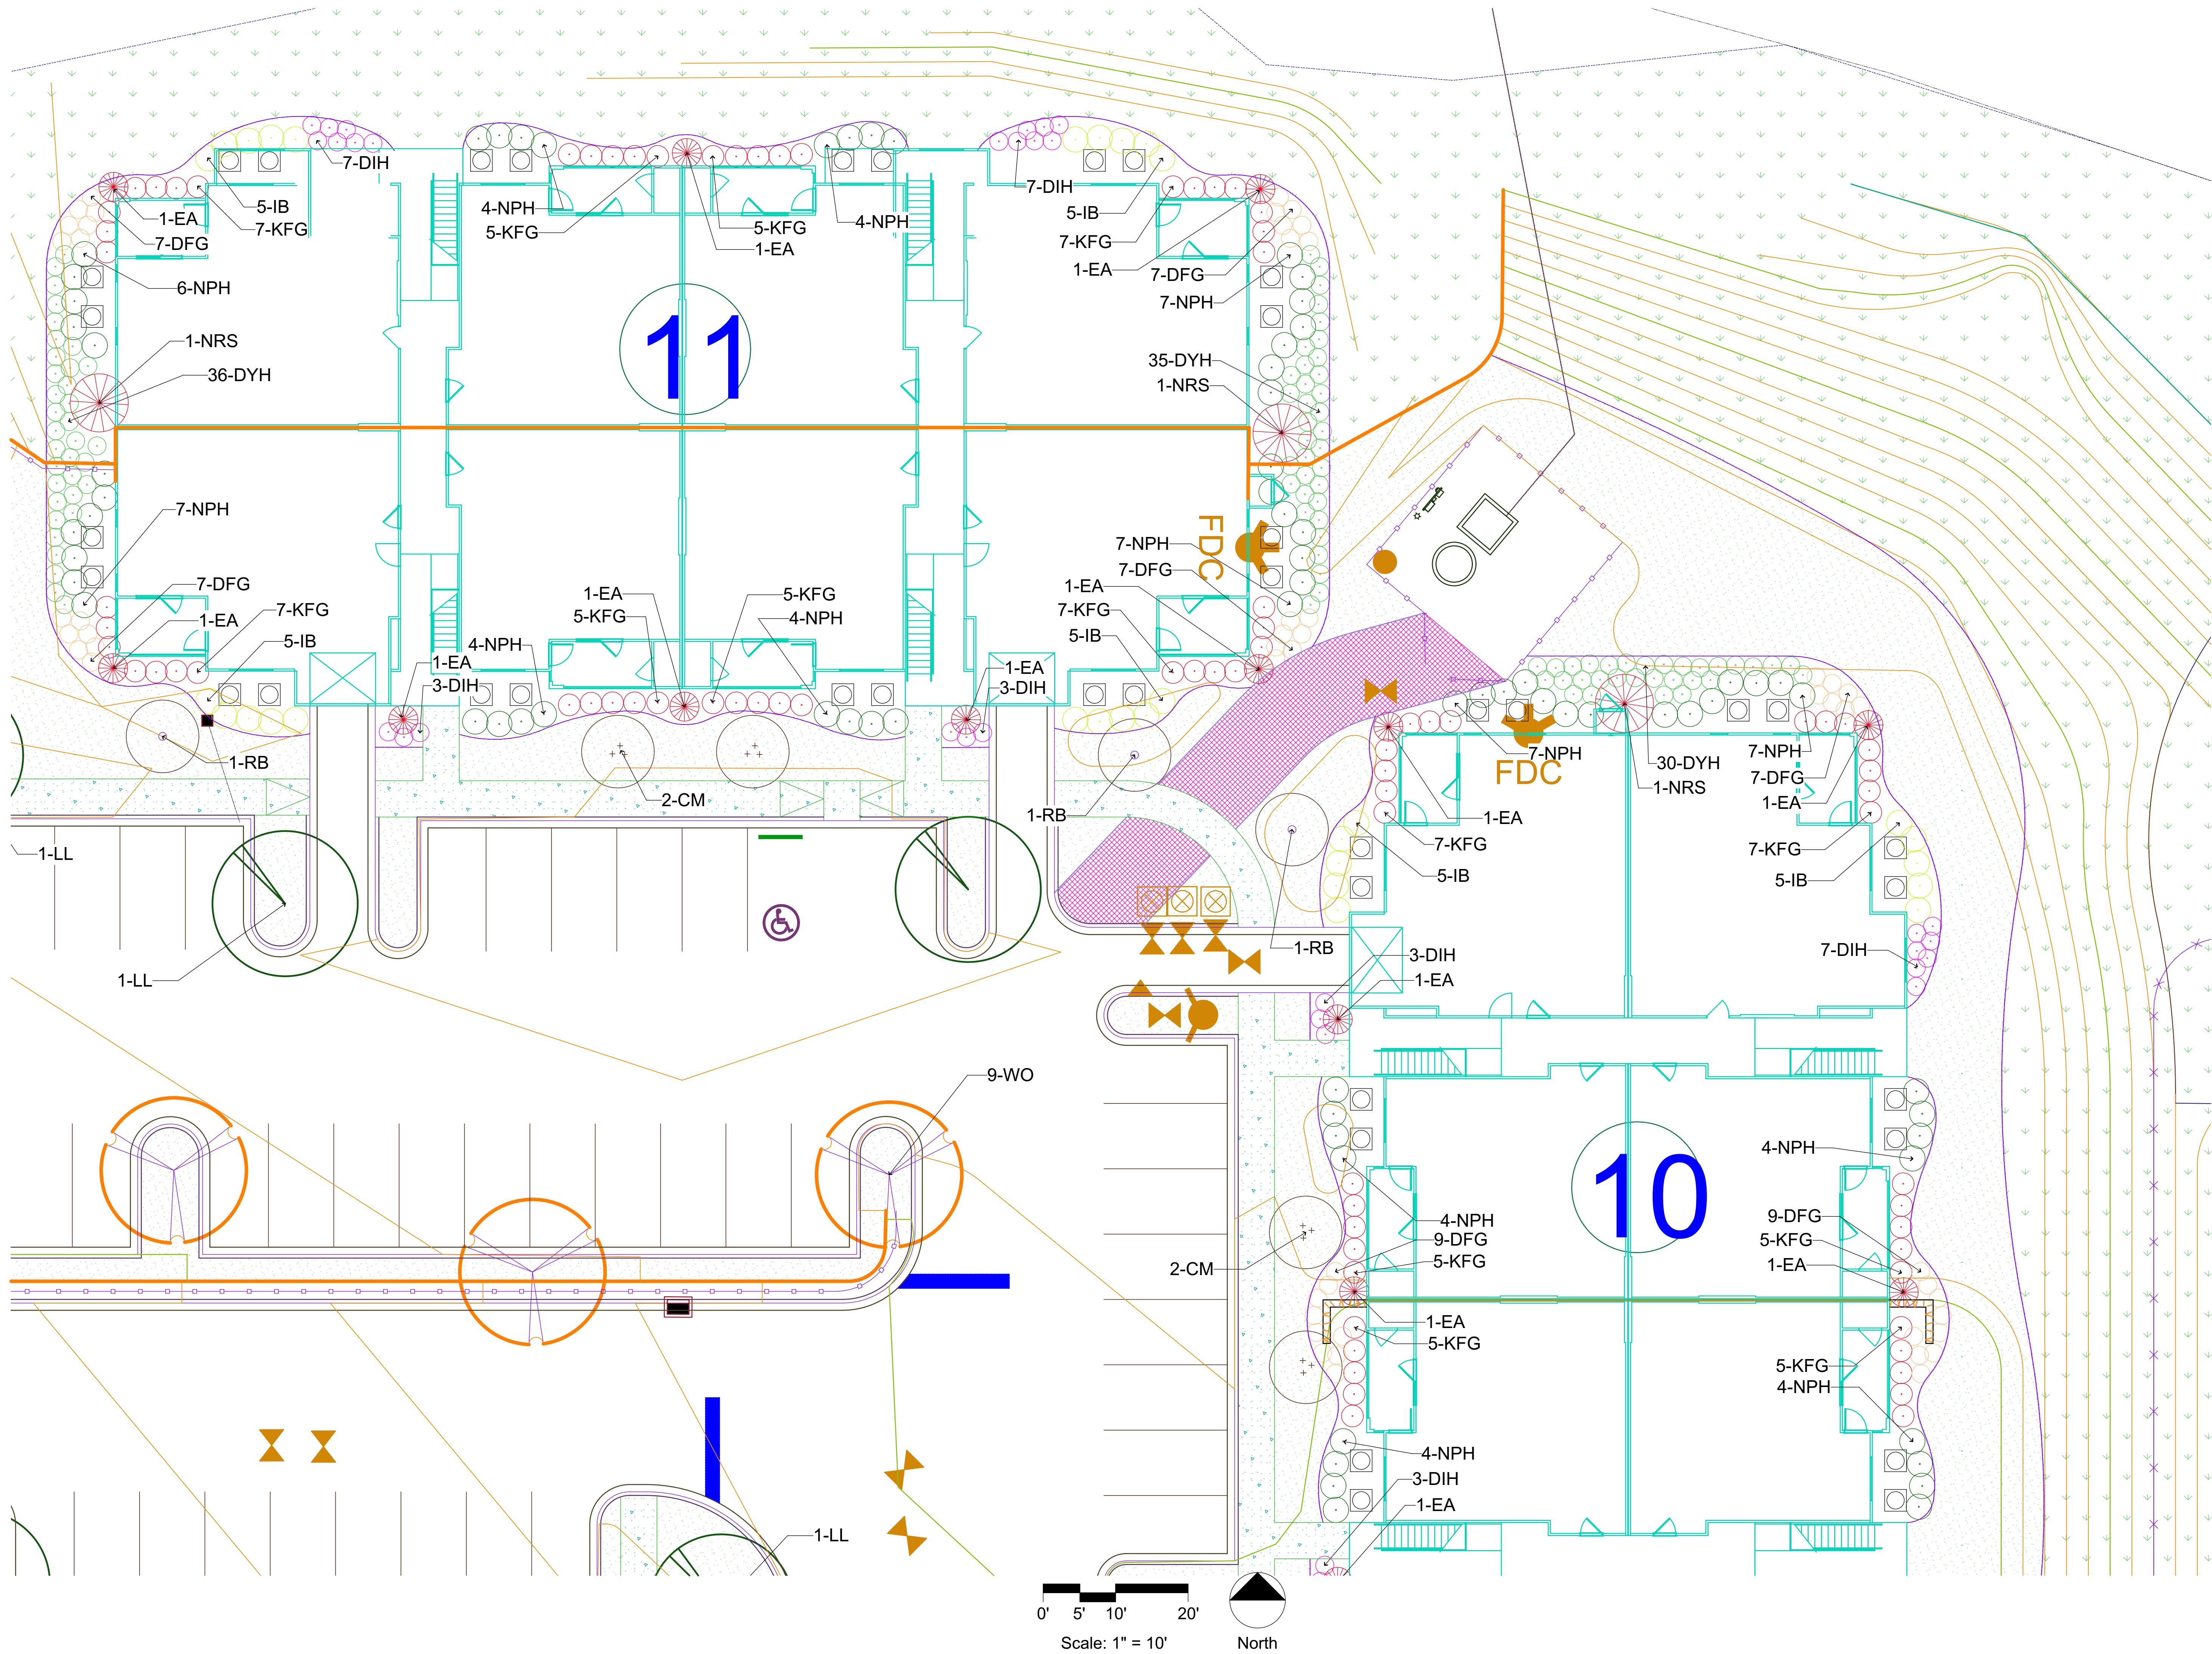 7-DIH
5-IB
1-EA
7-KFG
7-DFG
6-NPH
1-NRS
36-DYH
4-NPH
5-KFG
5-KFG
1-EA
4-NPH
7-DIH
5-IB
7-KFG
1-EA
7-DFG
7-NPH
35-DYH
1-NRS
11
7-NPH
7-DFG
7-KFG
1-EA
5-IB
1-EA
5-KFG
5-KFG
4-NPH
4-NPH
1-EA
3-DIH
FDC
7-NPH
7-DFG
1-EA
7-KFG
5-IB
1-EA
3-DIH
1-RB
2-CM
1-RB
1-LL
1-LL
7-NPH
FDC
30-DYH
1-NRS
7-NPH
7-DFG
1-EA
1-EA
7-KFG
5-IB
7-KFG
5-IB
1-RB
3-DIH
1-EA
7-DIH
9-WO
4-NPH
10
4-NPH
9-DFG
5-KFG
9-DFG
5-KFG
1-EA
2-CM
1-EA
5-KFG
5-KFG
4-NPH
4-NPH
3-DIH
1-EA
1-LL
0' 5' 10' 20'
Scale: 1" = 10'
North